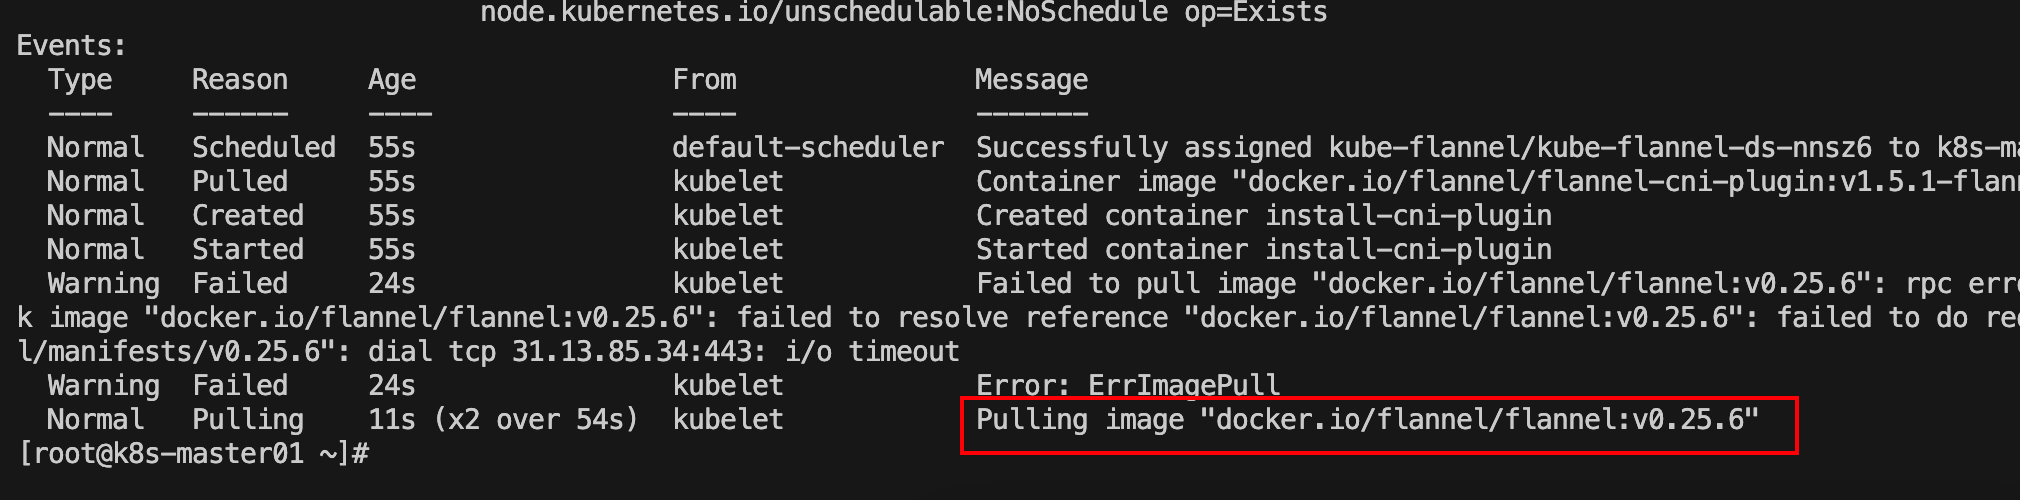 node.kubernetes.io/unschedulable:NoSchedule op=Exists
Events:
Type Reason Age From Message
---- ------ ---- ---- -------
Normal Scheduled 55s default-scheduler Successfully assigned kube-flannel/kube-flannel-ds-nnsz6 to k8s-ma
Normal Pulled 55s kubelet Container image "docker.io/flannel/flannel-cni-plugin:v1.5.1-flann
Normal Created 55s kubelet Created container install-cni-plugin
Normal Started 55s kubelet Started container install-cni-plugin
Warning Failed 24s kubelet Failed to pull image "docker.io/flannel/flannel:v0.25.6": rpc erro
k image "docker.io/flannel/flannel:v0.25.6": failed to resolve reference "docker.io/flannel/flannel:v0.25.6": failed to do req
l/manifests/v0.25.6": dial tcp 31.13.85.34:443: i/o timeout
Warning Failed 24s kubelet Error: ErrImagePull
Normal Pulling 11s (x2 over 54s) kubelet Pulling image "docker.io/flannel/flannel:v0.25.6"
[root@k8s-master01 ~]#